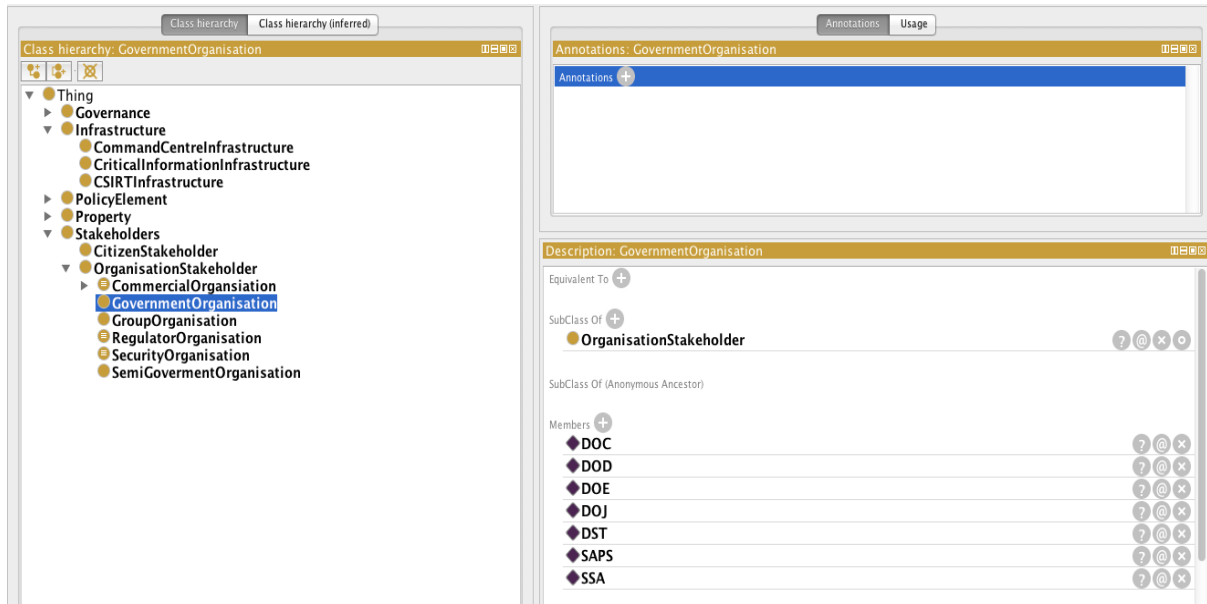 Class hierarchy
Class hierarchy (inferred)
Class hierarchy: GovernmentOrganisation
Thing
Governance
Infrastructure
CommandCentreInfrastructure
CriticalInformationInfrastructure
CSIRTInfrastructure
PolicyElement
Property
Stakeholders
CitizenStakeholder
OrganisationStakeholder
CommercialOrgansiation
GovernmentOrganisation
GroupOrganisation
RegulatorOrganisation
SecurityOrganisation
SemiGovermentOrganisation
Annotations
Usage
Annotations: GovernmentOrganisation
Annotations +
Description: GovernmentOrganisation
Equivalent To +
SubClass Of +
OrganisationStakeholder ? @ x o
SubClass Of (Anonymous Ancestor)
Members +
DOC ? @ x
DOD ? @ x
DOE ? @ x
DOJ ? @ x
DST ? @ x
SAPS ? @ x
SSA ? @ x